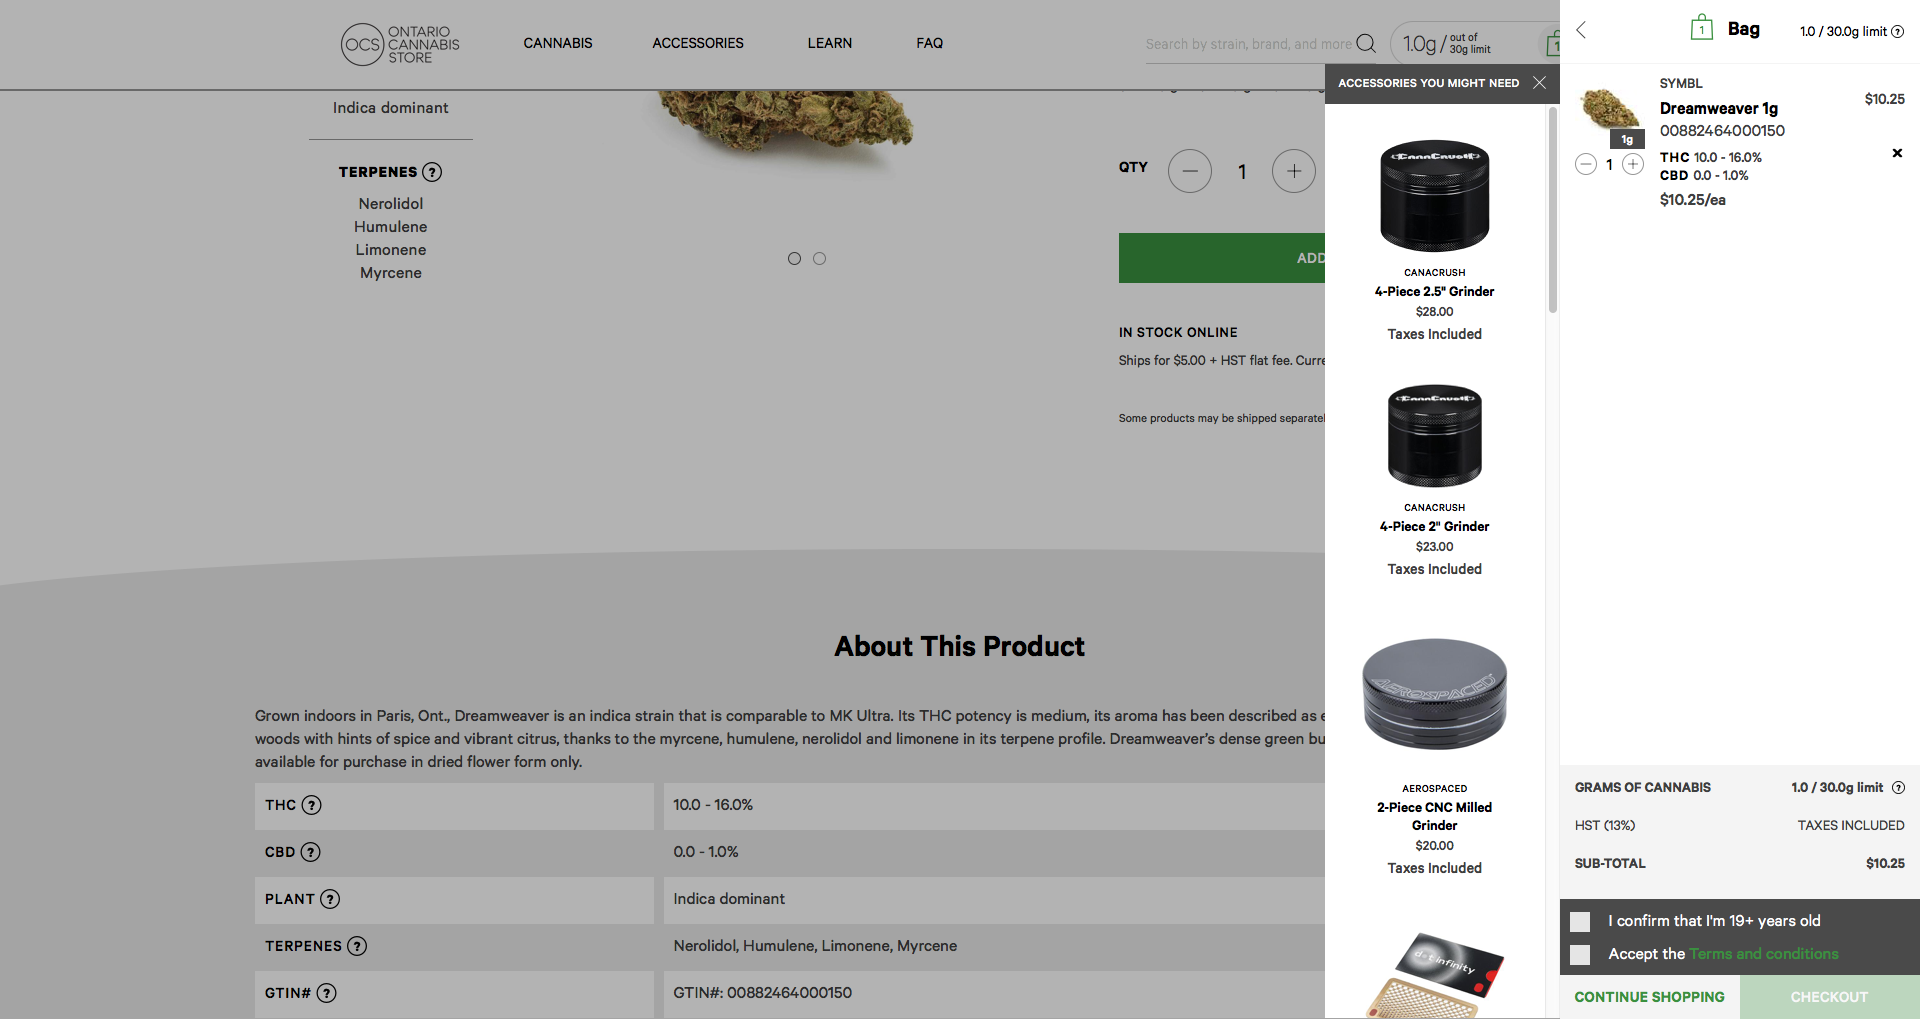 OCS ONTARIO
CANNABIS
STORE
CANNABIS
ACCESSORIES
LEARN
FAQ
Search by strain, brand, and more
1.0g / out of
30g limit
1
Indica dominant
TERPENES ?
Nerolidol
Humulene
Limonene
Myrcene
QTY
1
ADD
IN STOCK ONLINE
Ships for $5.00 + HST flat fee. Curre
Some products may be shipped separatel
About This Product
Grown indoors in Paris, Ont., Dreamweaver is an indica strain that is comparable to MK Ultra. Its THC potency is medium, its aroma has been described as e
woods with hints of spice and vibrant citrus, thanks to the myrcene, humulene, nerolidol and limonene in its terpene profile. Dreamweaver's dense green bu
available for purchase in dried flower form only.
THC ? 10.0 - 16.0%
CBD ? 0.0 - 1.0%
PLANT ? Indica dominant
TERPENES ? Nerolidol, Humulene, Limonene, Myrcene
GTIN# ? GTIN#: 00882464000150
ACCESSORIES YOU MIGHT NEED
CannaCrush
CANACRUSH
4-Piece 2.5" Grinder
$28.00
Taxes Included
CannaCrush
CANACRUSH
4-Piece 2" Grinder
$23.00
Taxes Included
AEROSPACED
AEROSPACED
2-Piece CNC Milled
Grinder
$20.00
Taxes Included
dot infinity
1 Bag
1.0 / 30.0g limit ?
SYMBL
Dreamweaver 1g
$10.25
00882464000150
1g
THC 10.0 - 16.0%
1
CBD 0.0 - 1.0%
$10.25/ea
GRAMS OF CANNABIS 1.0 / 30.0g limit ?
HST (13%) TAXES INCLUDED
SUB-TOTAL $10.25
I confirm that I'm 19+ years old
Accept the Terms and conditions
CONTINUE SHOPPING
CHECKOUT